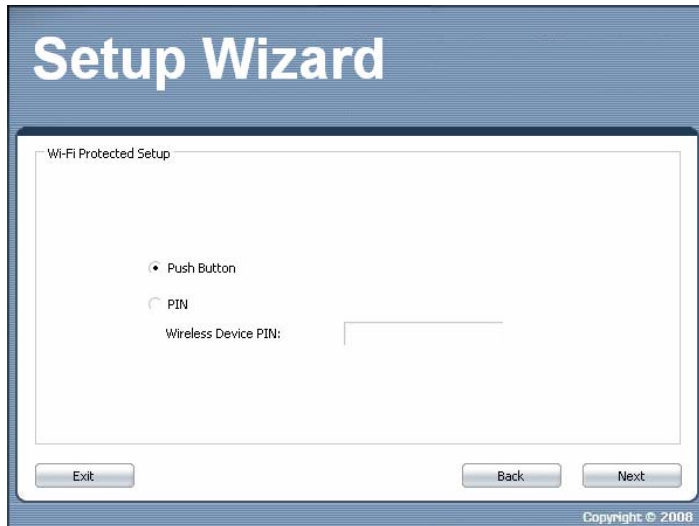 Setup Wizard
Wi-Fi Protected Setup
Push Button
PIN
Wireless Device PIN:
Exit Back Next
Copyright © 2008